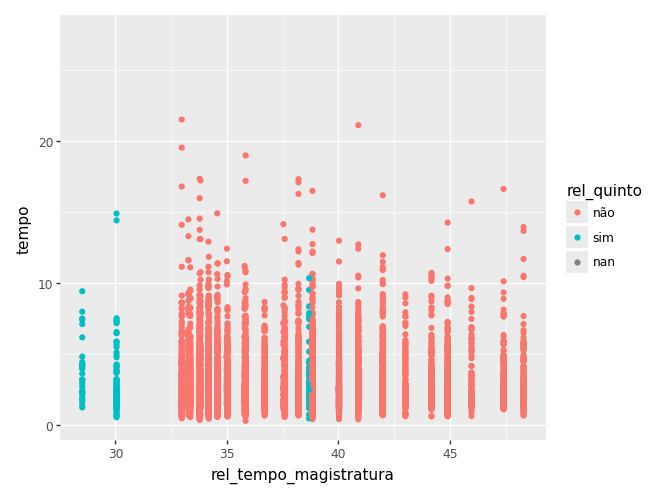 tempo
20
10
0
30
35
40
45
rel_tempo_magistratura
rel_quinto
não
sim
nan